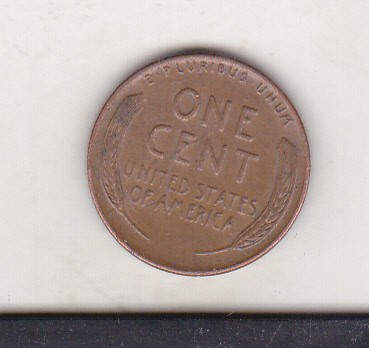 E PLURIBUS UNUM
ONE
CENT
UNITED STATES
OF AMERICA